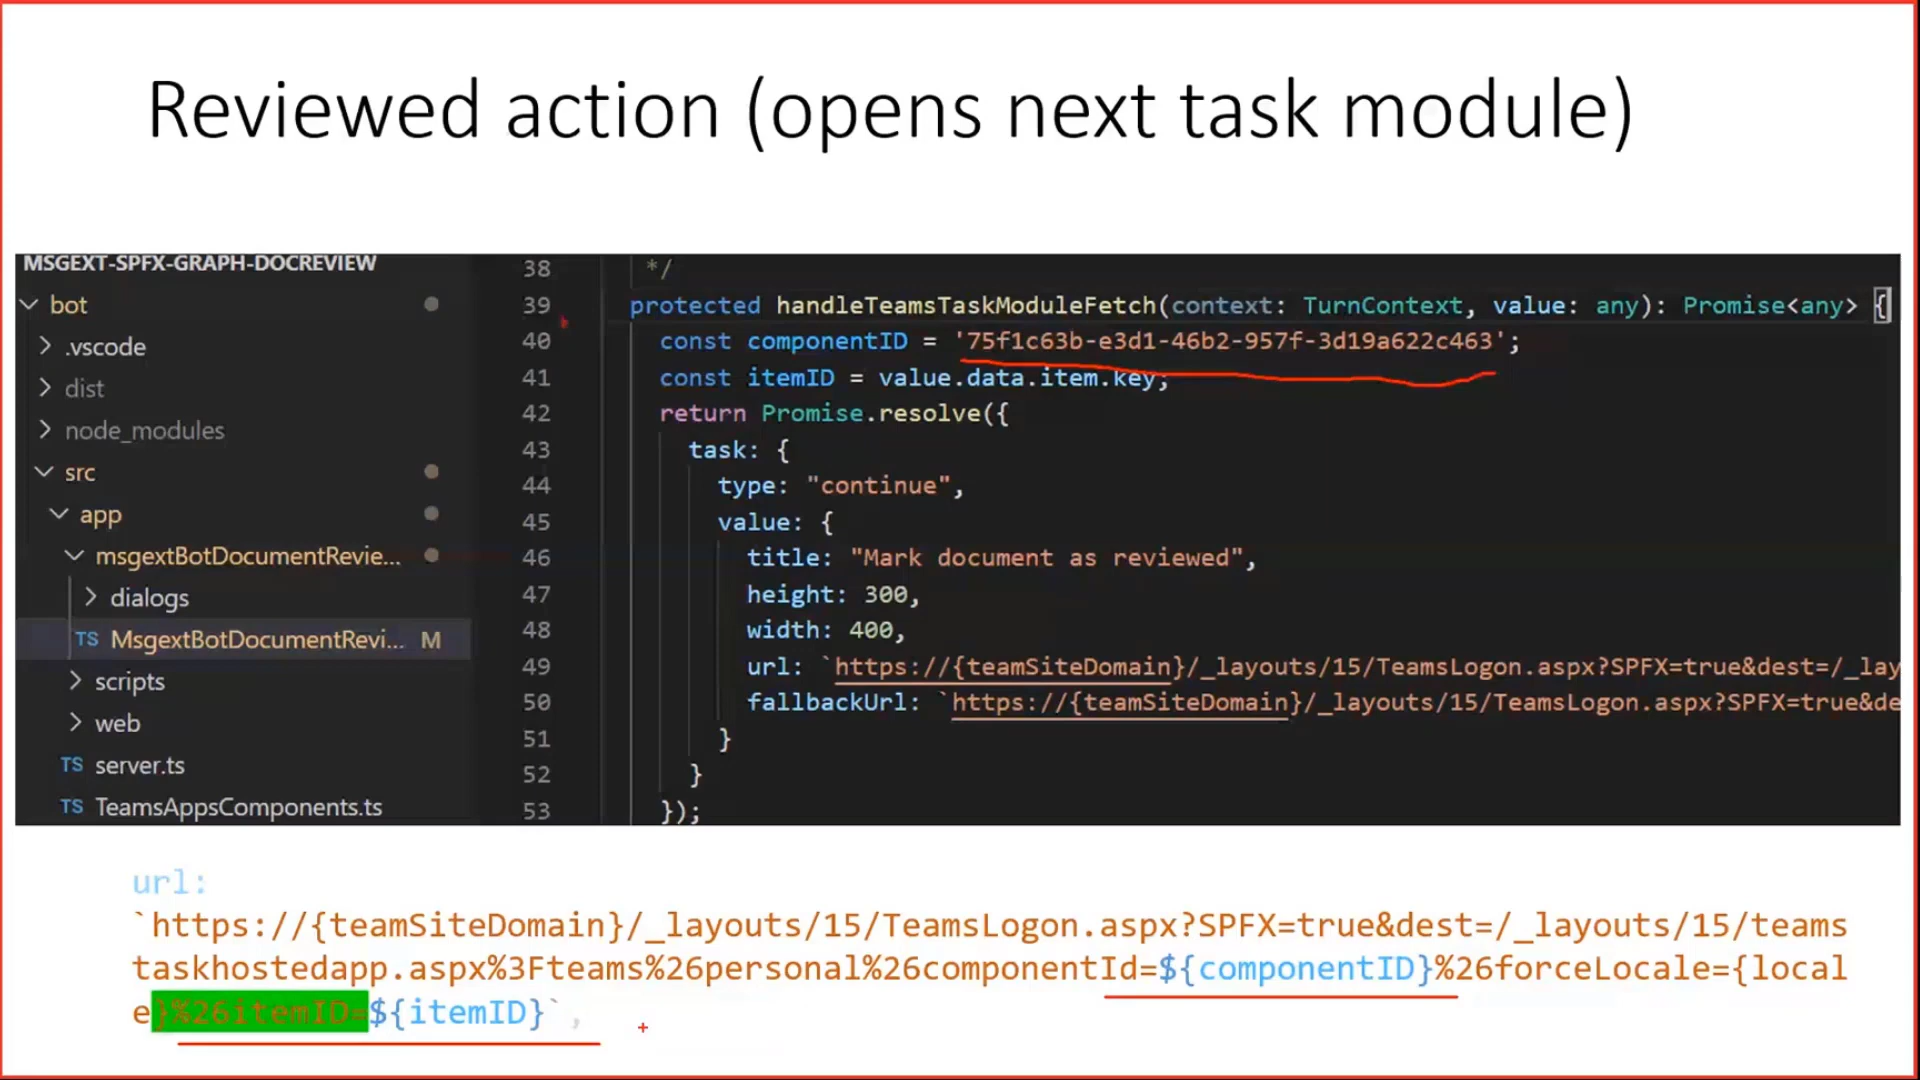 Reviewed action (opens next task module)
MSGEXT-SPFX-GRAPH-DOCREVIEW
bot
.vscode
dist
node_modules
src
app
msgextBotDocumentRevie...
dialogs
TS MsgextBotDocumentRevi... M
scripts
web
TS server.ts
TS TeamsAppsComponents.ts
38 */
39 protected handleTeamsTaskModuleFetch(context: TurnContext, value: any): Promise<any> {
40 const componentID = '75f1c63b-e3d1-46b2-957f-3d19a622c463';
41 const itemID = value.data.item.key;
42 return Promise.resolve({
43 task: {
44 type: "continue",
45 value: {
46 title: "Mark document as reviewed",
47 height: 300,
48 width: 400,
49 url: `https://{teamSiteDomain}/_layouts/15/TeamsLogon.aspx?SPFX=true&dest=/_lay
50 fallbackUrl: `https://{teamSiteDomain}/_layouts/15/TeamsLogon.aspx?SPFX=true&de
51 }
52 }
53 });
url:
`https://{teamSiteDomain}/_layouts/15/TeamsLogon.aspx?SPFX=true&dest=/_layouts/15/teams
taskhostedapp.aspx%3Fteams%26personal%26componentId=${componentID}%26forceLocale={local
e}%26itemID=${itemID}`,